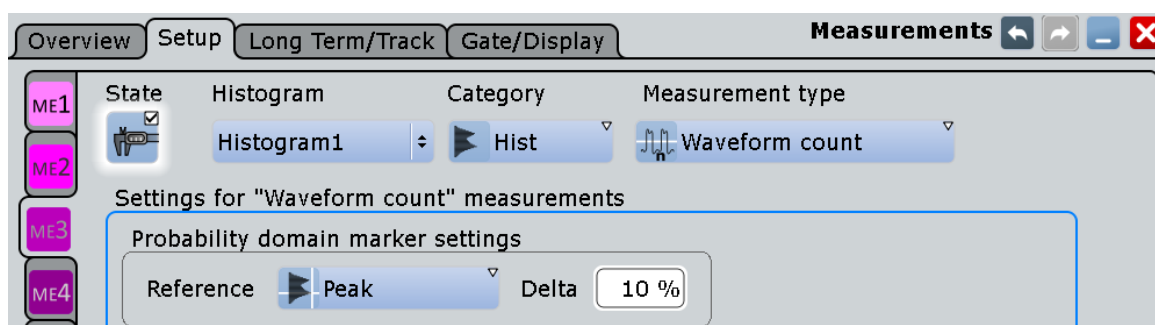 Overview Setup Long Term/Track Gate/Display Measurements
ME1 State Histogram Category Measurement type
Histogram1 Hist n Waveform count
ME2
Settings for "Waveform count" measurements
ME3 Probability domain marker settings
ME4 Reference Peak Delta 10 %